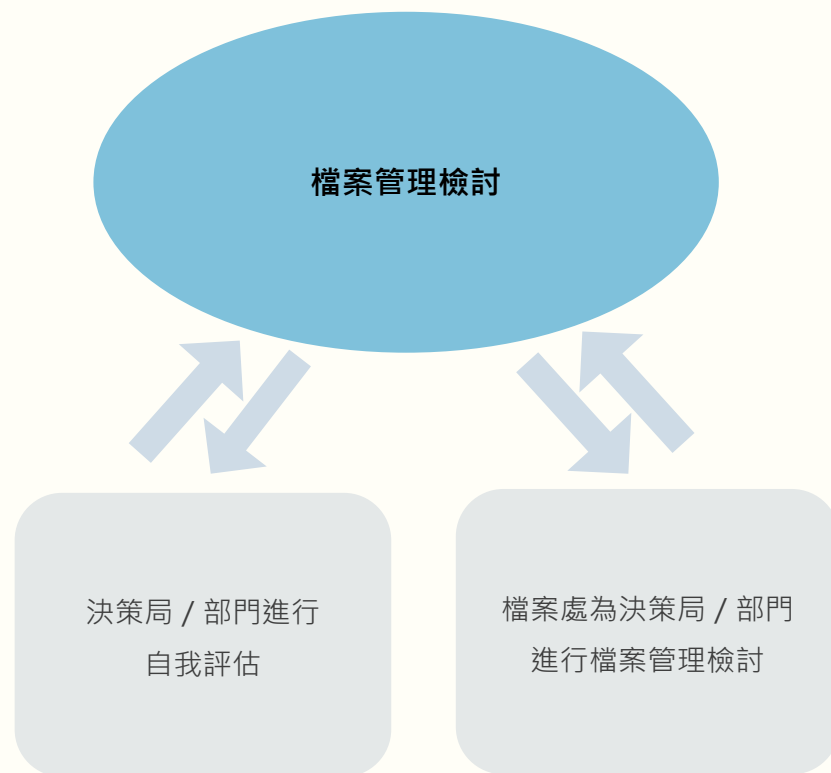 檔案管理檢討
決策局 / 部門進行
自我評估
檔案處為決策局 / 部門
進行檔案管理檢討